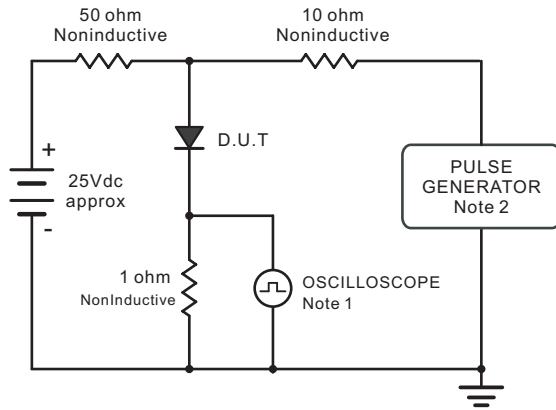 50 ohm
Noninductive
10 ohm
Noninductive
+
D.U.T
25Vdc
approx
-
PULSE
GENERATOR
Note 2
1 ohm
NonInductive
OSCILLOSCOPE
Note 1